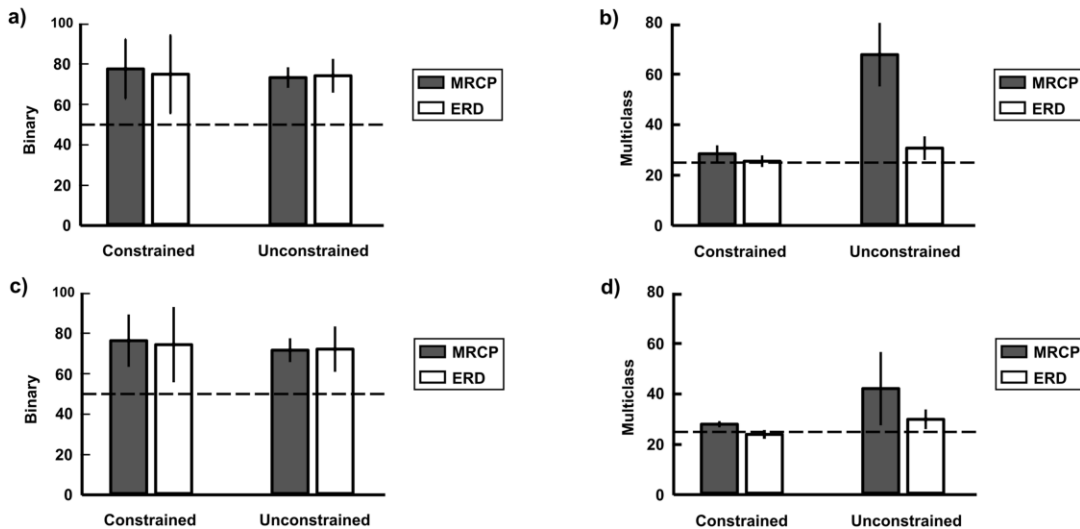 a)
100
80
60
40
20
0
Binary
Constrained
Unconstrained
MRCP
ERD
b)
80
60
40
20
0
Multiclass
Constrained
Unconstrained
MRCP
ERD
c)
100
80
60
40
20
0
Binary
Constrained
Unconstrained
MRCP
ERD
d)
80
60
40
20
0
Multiclass
Constrained
Unconstrained
MRCP
ERD